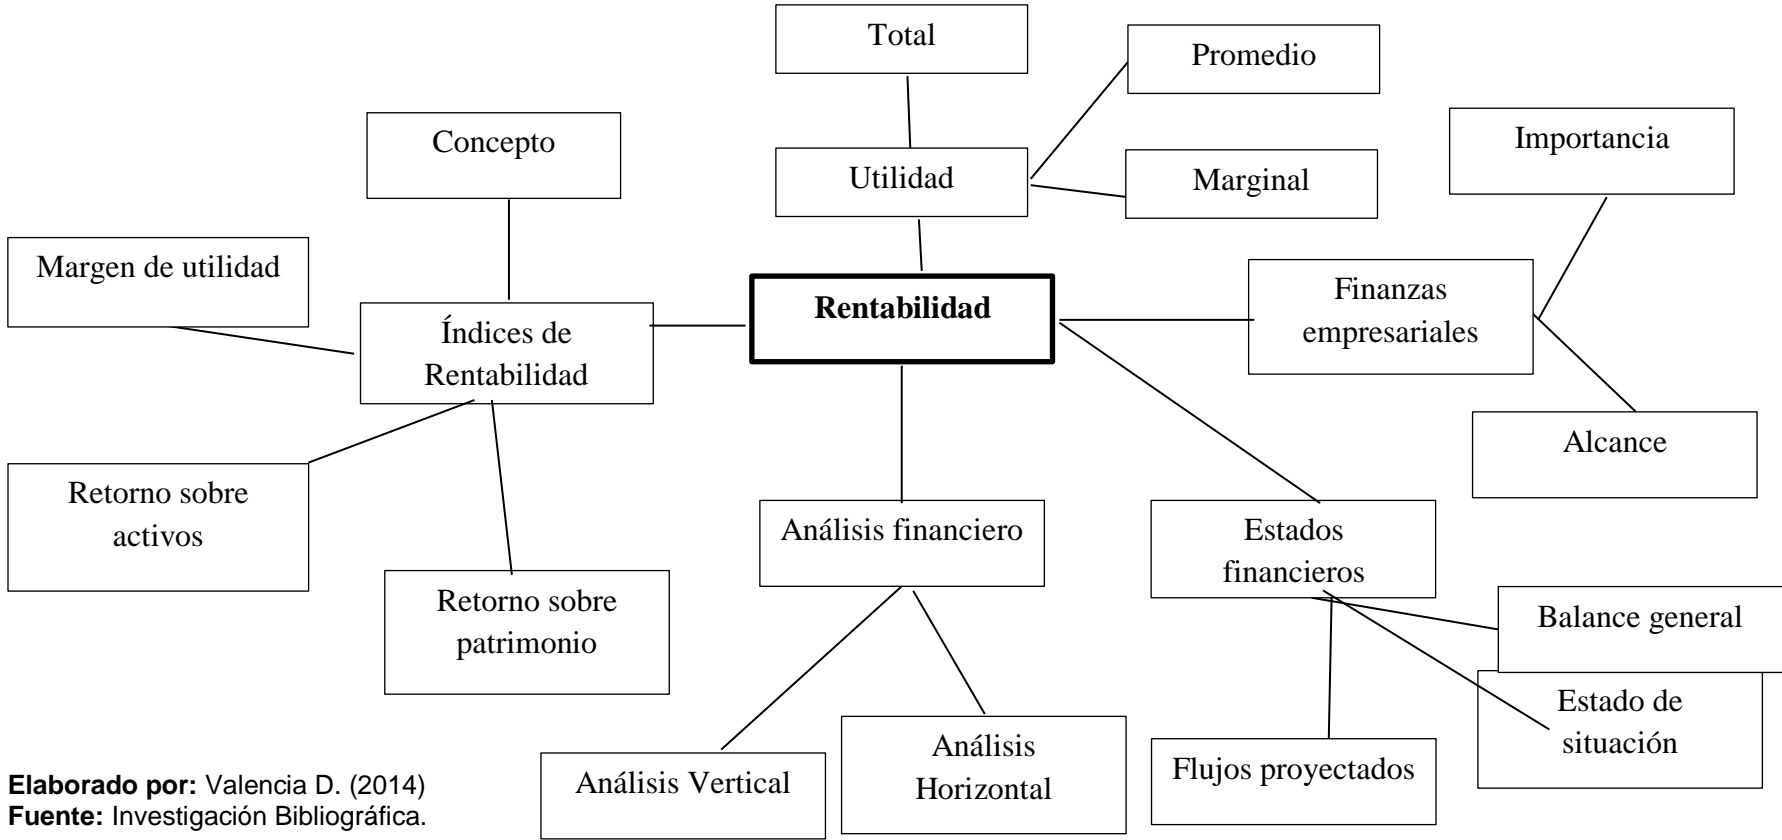 Total
Promedio
Concepto
Importancia
Utilidad
Marginal
Margen de utilidad
Rentabilidad
Finanzas
empresariales
Índices de
Rentabilidad
Alcance
Retorno sobre
activos
Análisis financiero
Estados
financieros
Retorno sobre
patrimonio
Balance general
Estado de
situación
Análisis Vertical
Análisis
Horizontal
Flujos proyectados
Elaborado por: Valencia D. (2014)
Fuente: Investigación Bibliográfica.